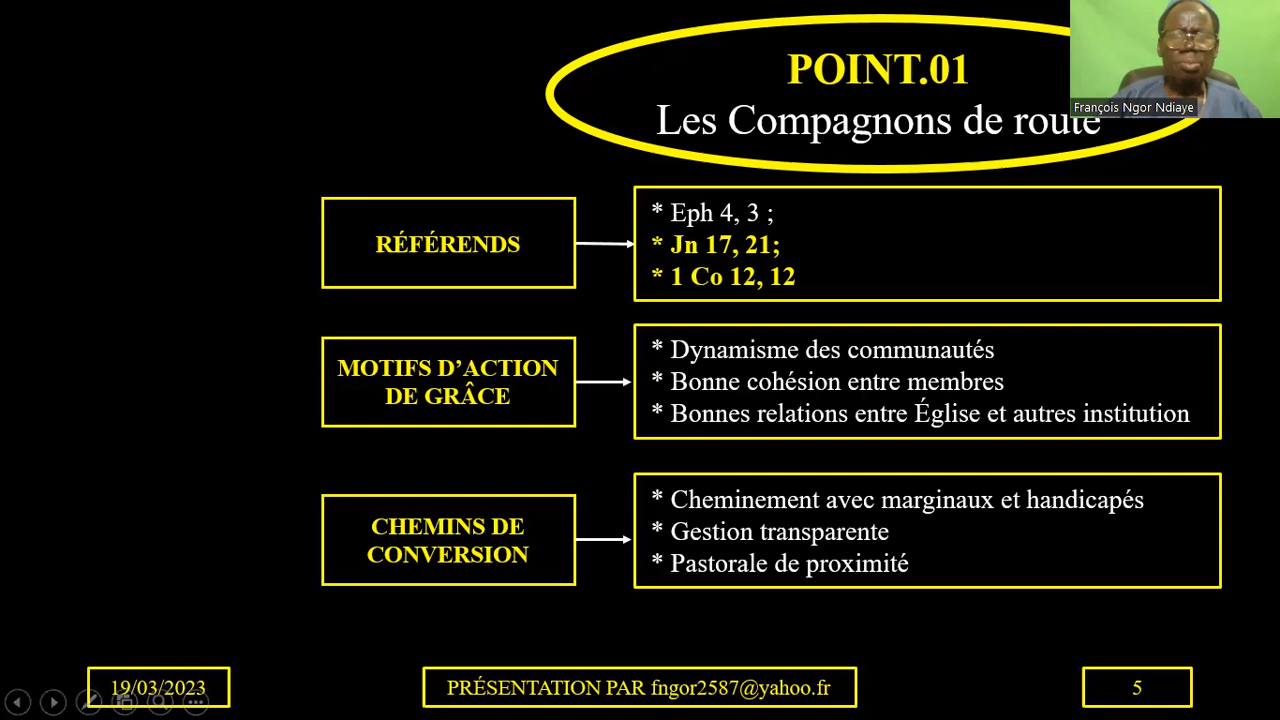 POINT.01
Les Compagnons de route
François Ngor Ndiaye
RÉFÉRENDS
* Eph 4, 3 ;
* Jn 17, 21;
* 1 Co 12, 12
MOTIFS D’ACTION
DE GRÂCE
* Dynamisme des communautés
* Bonne cohésion entre membres
* Bonnes relations entre Église et autres institution
CHEMINS DE
CONVERSION
* Cheminement avec marginaux et handicapés
* Gestion transparente
* Pastorale de proximité
19/03/2023
PRÉSENTATION PAR fngor2587@yahoo.fr
5